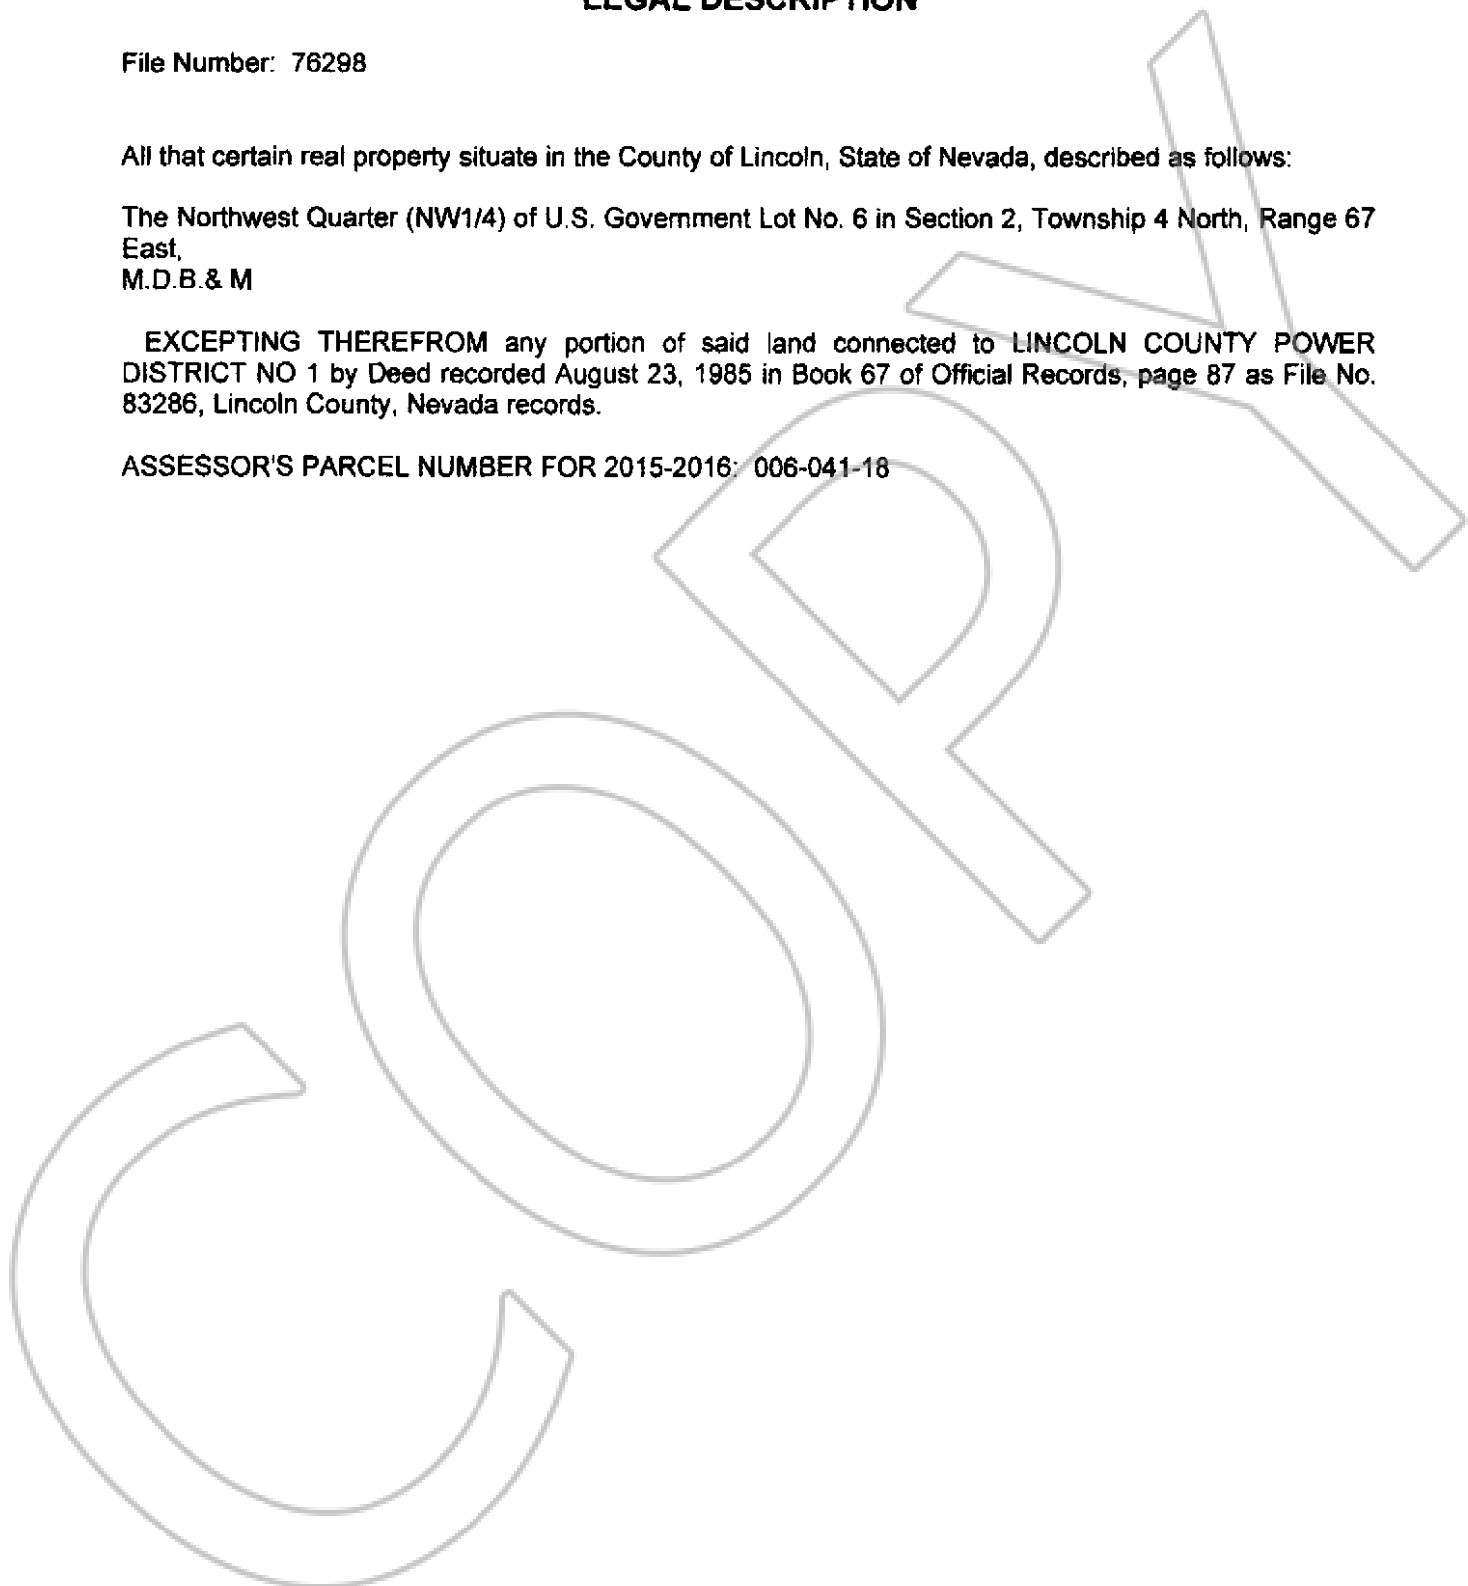 LEGAL DESCRIPTION
File Number: 76298
All that certain real property situate in the County of Lincoln, State of Nevada, described as follows:
The Northwest Quarter (NW1/4) of U.S. Government Lot No. 6 in Section 2, Township 4 North, Range 67
East,
M.D.B.& M
EXCEPTING THEREFROM any portion of said land connected to LINCOLN COUNTY POWER
DISTRICT NO 1 by Deed recorded August 23, 1985 in Book 67 of Official Records, page 87 as File No.
83286, Lincoln County, Nevada records.
ASSESSOR'S PARCEL NUMBER FOR 2015-2016: 006-041-18
COPY